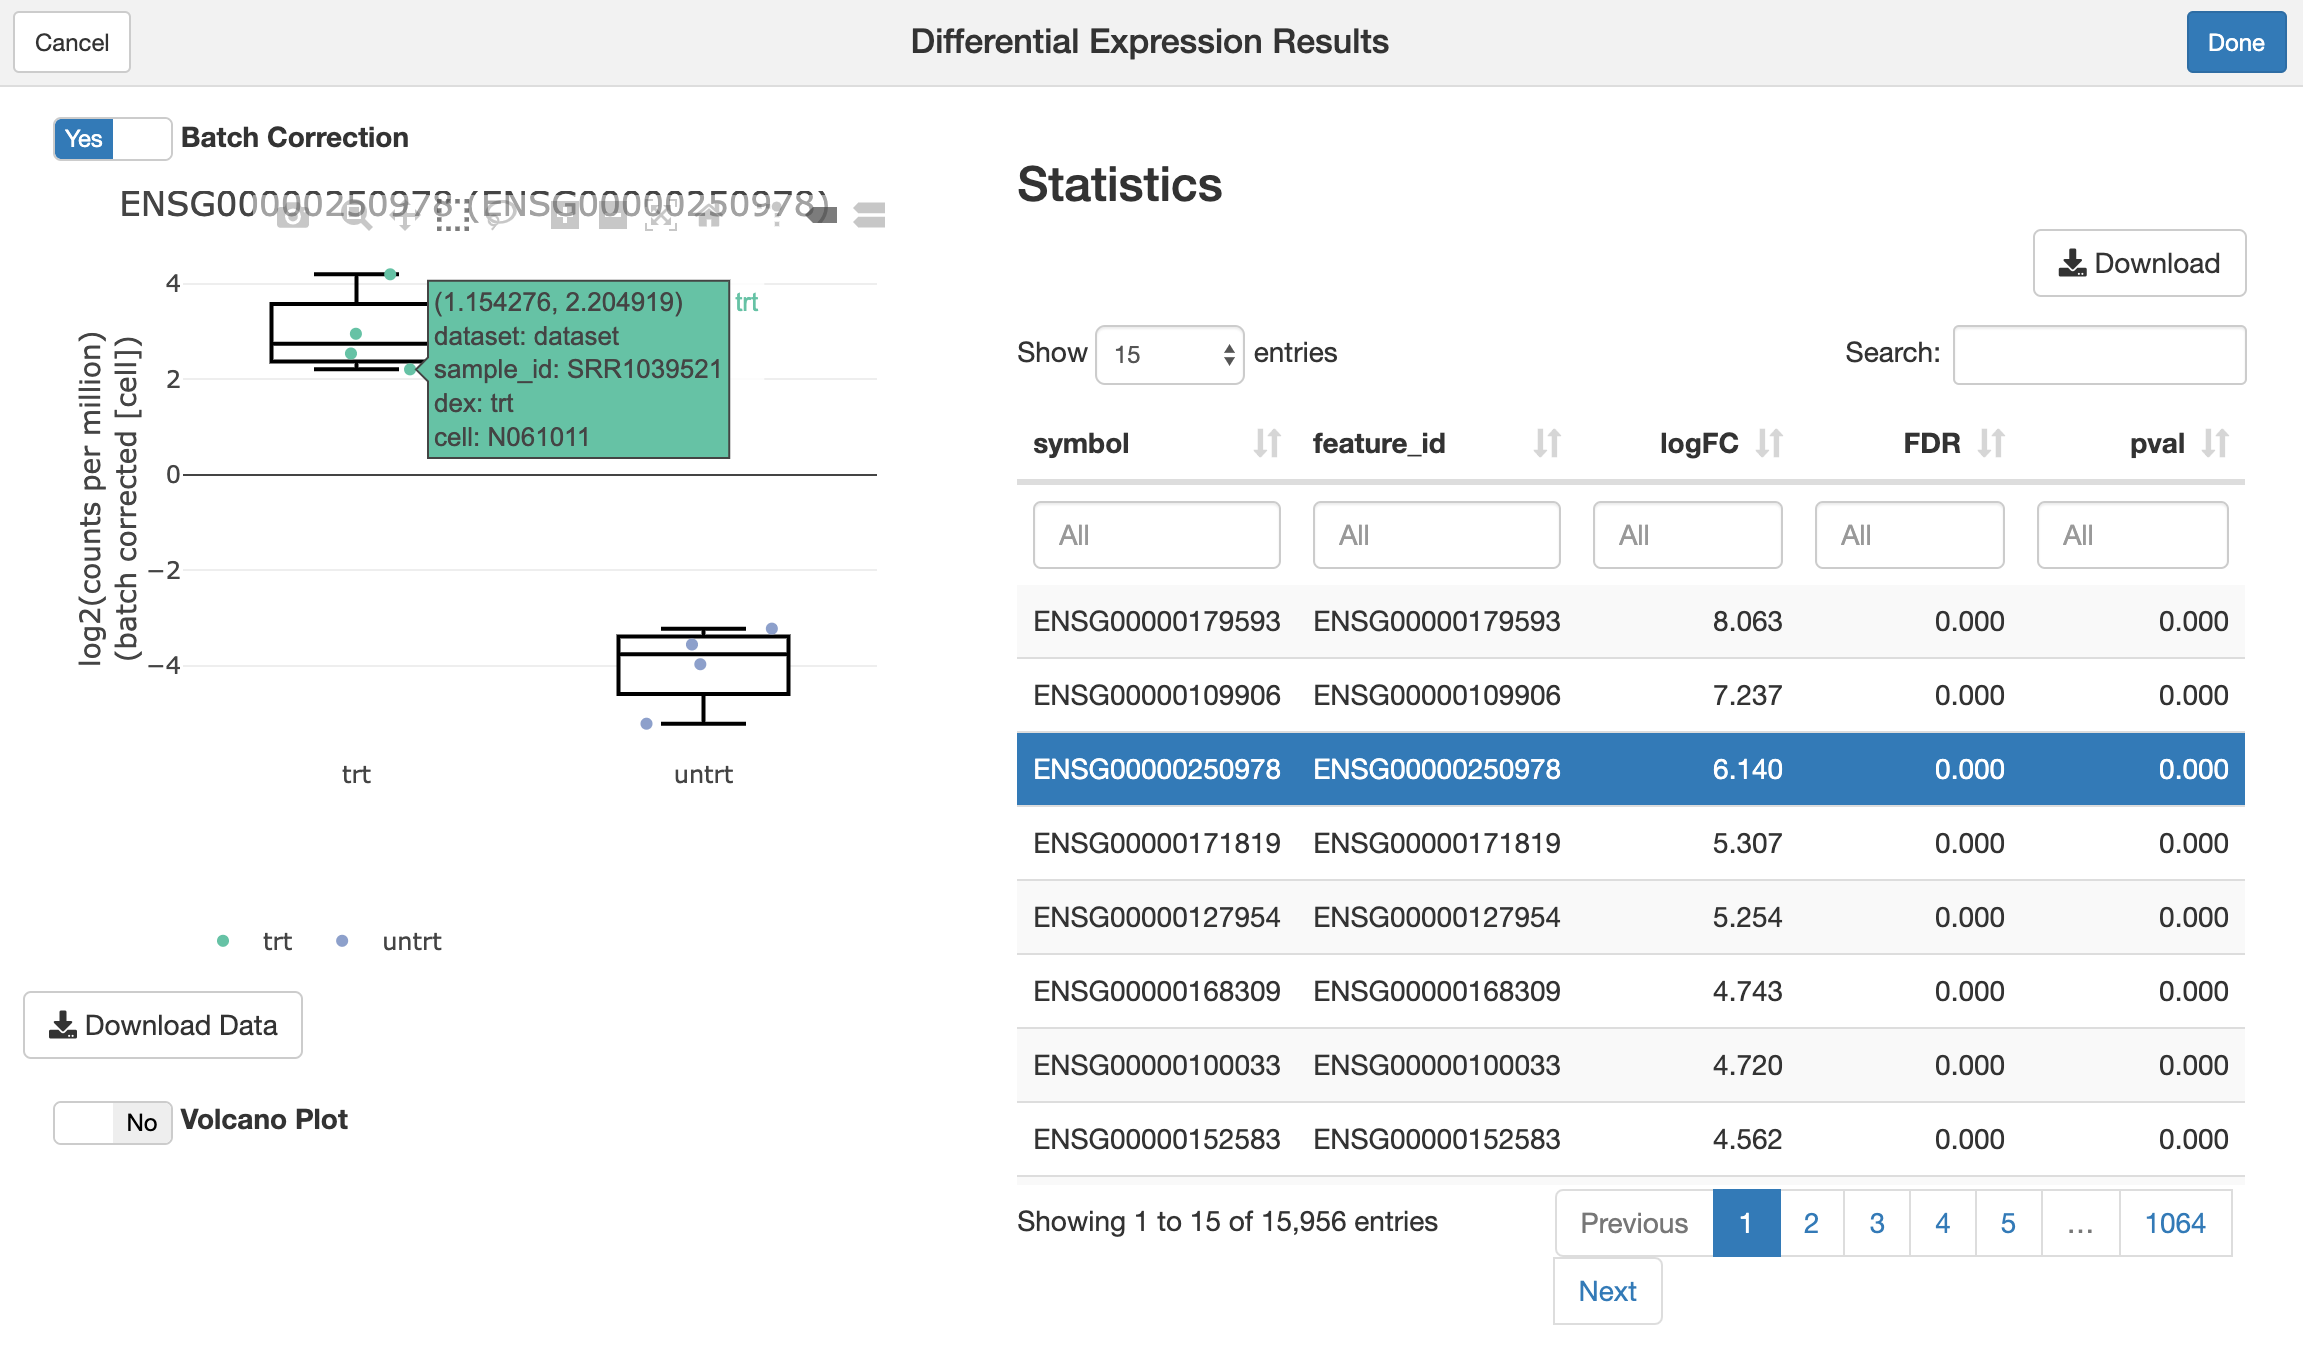 Cancel
Differential Expression Results
Done
Yes
Batch Correction
ENSG00000250978 (ENSG00000250978)
log2(counts per million)
(batch corrected [cell])
4
2
0
−2
−4
(1.154276, 2.204919)
dataset: dataset
sample_id: SRR1039521
dex: trt
cell: N061011
trt
trt
untrt
trt
untrt
Download Data
No
Volcano Plot
Statistics
Download
Show 15 entries
Search:
symbol feature_id logFC FDR pval
All All All All All
ENSG00000179593 ENSG00000179593 8.063 0.000 0.000
ENSG00000109906 ENSG00000109906 7.237 0.000 0.000
ENSG00000250978 ENSG00000250978 6.140 0.000 0.000
ENSG00000171819 ENSG00000171819 5.307 0.000 0.000
ENSG00000127954 ENSG00000127954 5.254 0.000 0.000
ENSG00000168309 ENSG00000168309 4.743 0.000 0.000
ENSG00000100033 ENSG00000100033 4.720 0.000 0.000
ENSG00000152583 ENSG00000152583 4.562 0.000 0.000
Showing 1 to 15 of 15,956 entries
Previous 1 2 3 4 5 … 1064
Next